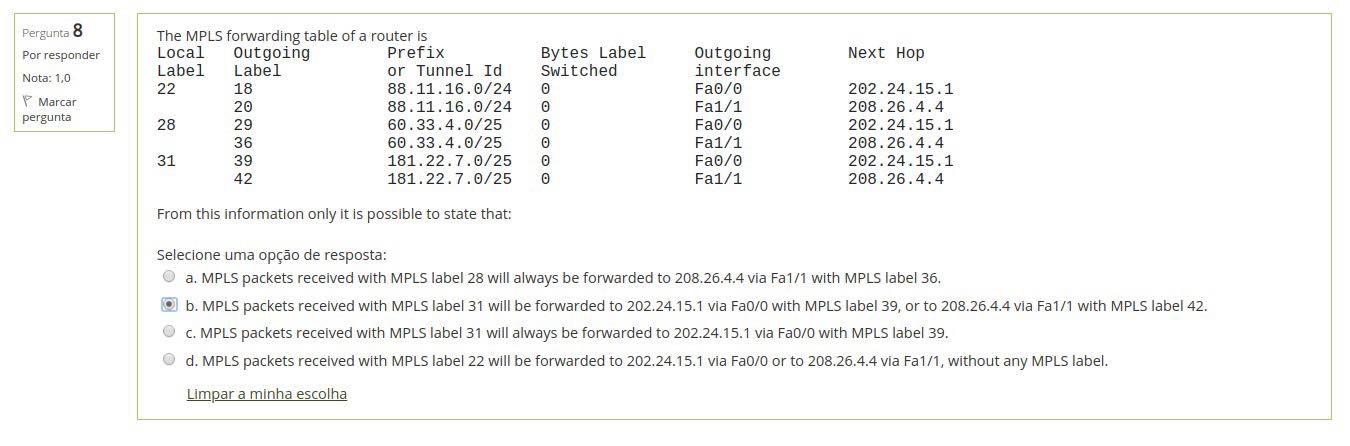 Pergunta 8
Por responder
Nota: 1,0
Marcar
pergunta
The MPLS forwarding table of a router is
Local Outgoing Prefix Bytes Label Outgoing Next Hop
Label Label or Tunnel Id Switched interface
22 18 88.11.16.0/24 0 Fa0/0 202.24.15.1
20 88.11.16.0/24 0 Fa1/1 208.26.4.4
28 29 60.33.4.0/25 0 Fa0/0 202.24.15.1
36 60.33.4.0/25 0 Fa1/1 208.26.4.4
31 39 181.22.7.0/25 0 Fa0/0 202.24.15.1
42 181.22.7.0/25 0 Fa1/1 208.26.4.4
From this information only it is possible to state that:
Selecione uma opção de resposta:
a. MPLS packets received with MPLS label 28 will always be forwarded to 208.26.4.4 via Fa1/1 with MPLS label 36.
b. MPLS packets received with MPLS label 31 will be forwarded to 202.24.15.1 via Fa0/0 with MPLS label 39, or to 208.26.4.4 via Fa1/1 with MPLS label 42.
c. MPLS packets received with MPLS label 31 will always be forwarded to 202.24.15.1 via Fa0/0 with MPLS label 39.
d. MPLS packets received with MPLS label 22 will be forwarded to 202.24.15.1 via Fa0/0 or to 208.26.4.4 via Fa1/1, without any MPLS label.
Limpar a minha escolha